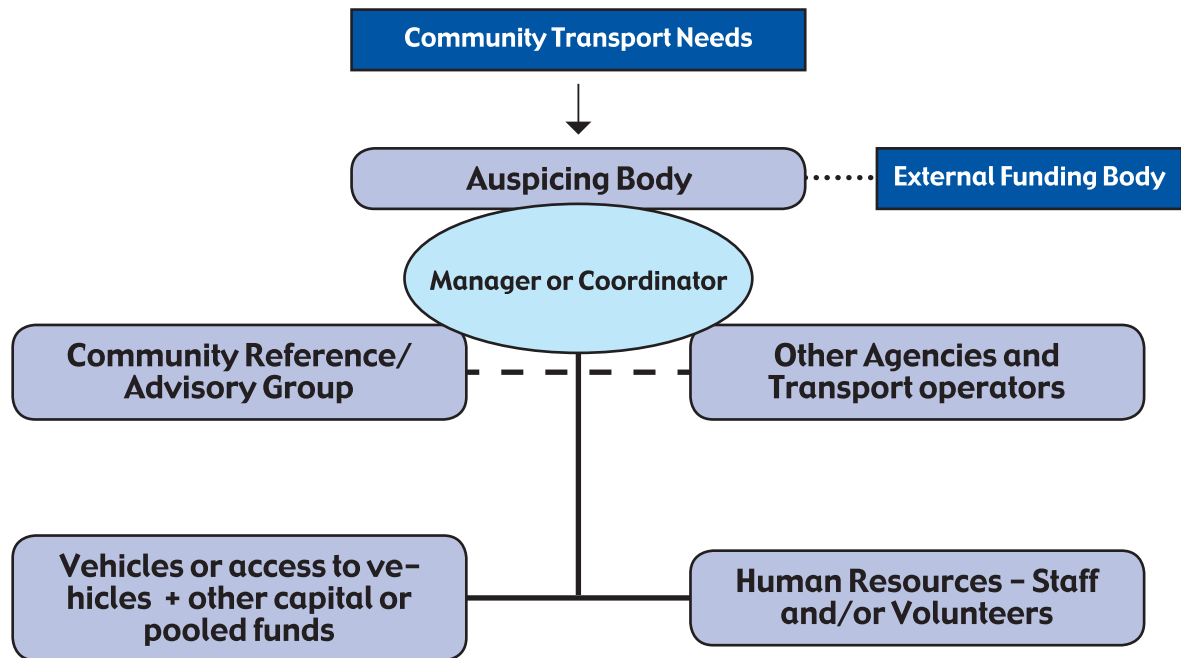 Community Transport Needs
Auspicing Body
External Funding Body
Manager or Coordinator
Community Reference/
Advisory Group
Other Agencies and
Transport operators
Vehicles or access to ve-
hicles + other capital or
pooled funds
Human Resources – Staff
and/or Volunteers